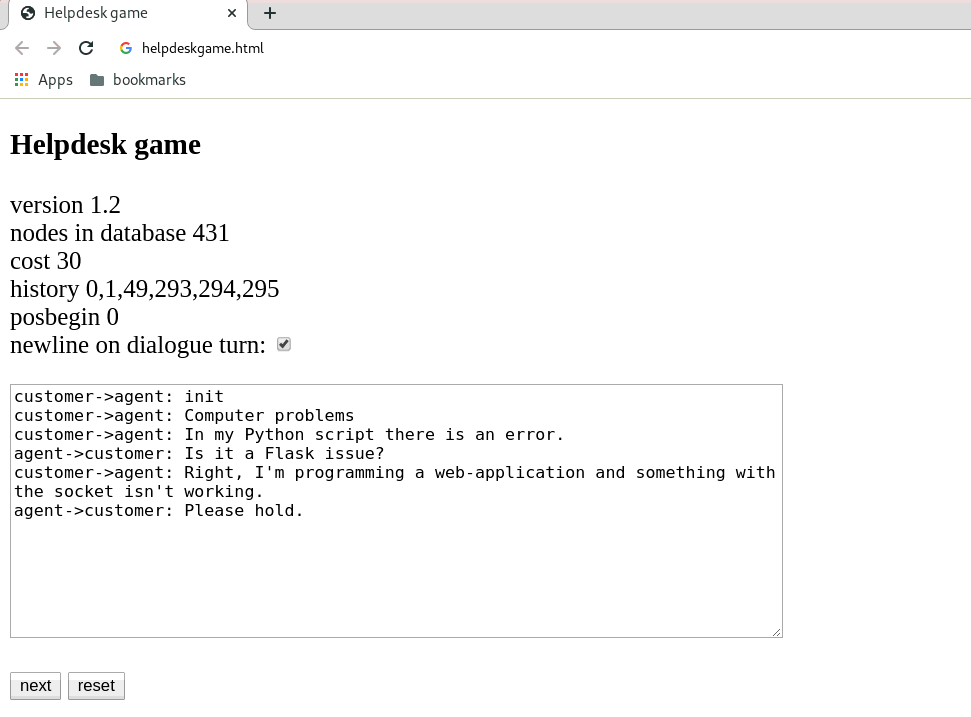 Helpdesk game
helpdeskgame.html
Apps bookmarks
Helpdesk game
version 1.2
nodes in database 431
cost 30
history 0,1,49,293,294,295
posbegin 0
newline on dialogue turn:
customer->agent: init
customer->agent: Computer problems
customer->agent: In my Python script there is an error.
agent->customer: Is it a Flask issue?
customer->agent: Right, I'm programming a web-application and something with
the socket isn't working.
agent->customer: Please hold.
next reset